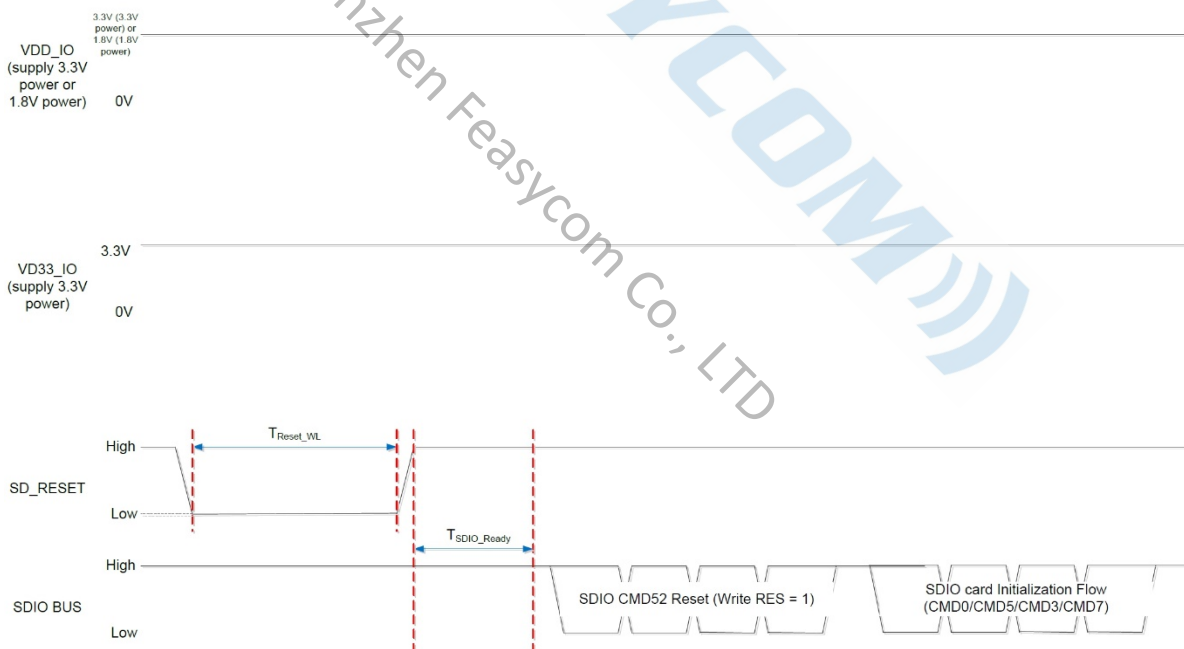 3.3V (3.3V
power) or
1.8V (1.8V
power)
VDD_IO
(supply 3.3V
power or
1.8V power)
0V
3.3V
VD33_IO
(supply 3.3V
power)
0V
High
TReset_WL
SD_RESET
Low
TSDIO_Ready
High
SDIO BUS
SDIO CMD52 Reset (Write RES = 1)
SDIO card Initialization Flow
(CMD0/CMD5/CMD3/CMD7)
Low
nzhen Feasycom Co., LTD
YCOM